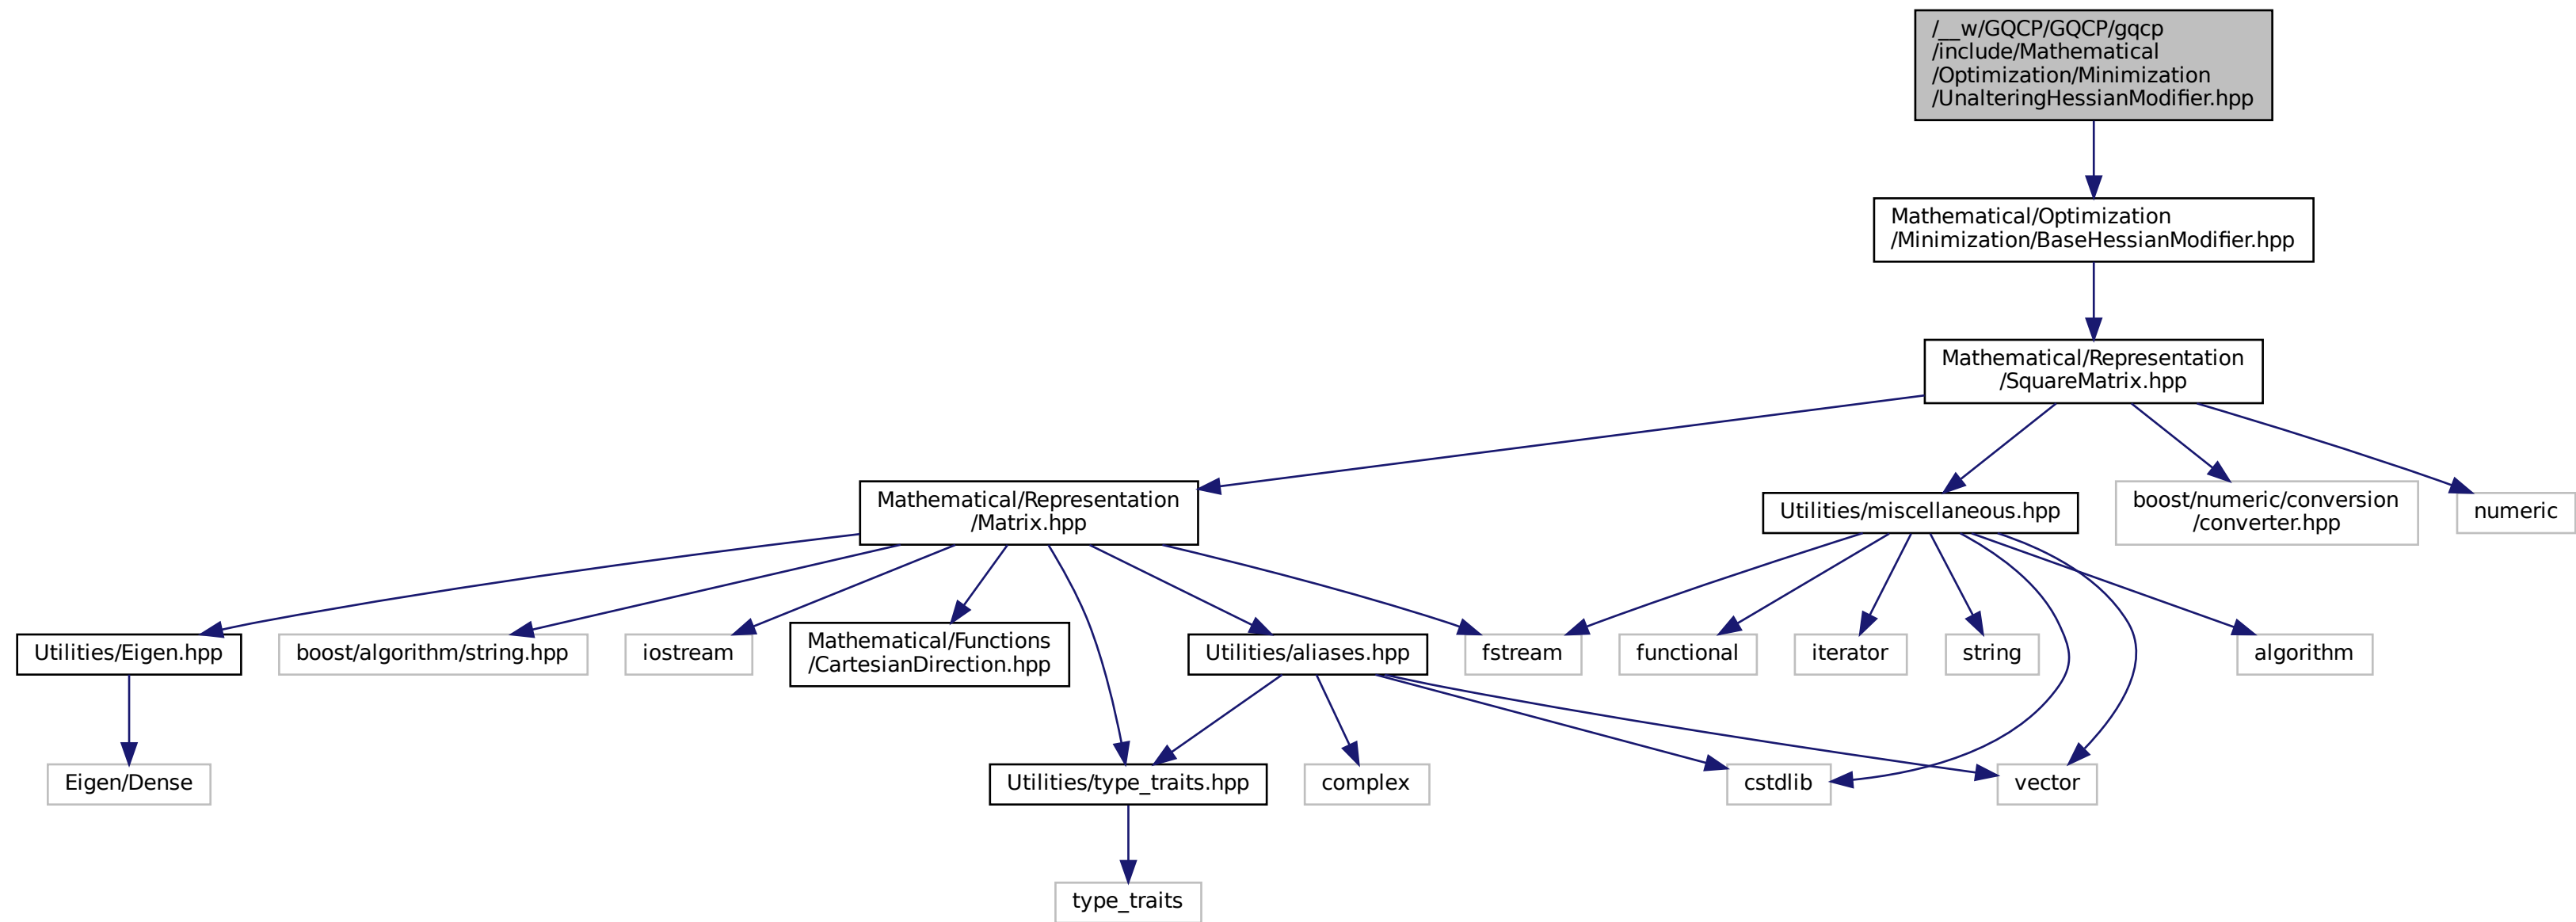 /__w/GQCP/GQCP/gqcp
/include/Mathematical
/Optimization/Minimization
/UnalteringHessianModifier.hpp
Mathematical/Optimization
/Minimization/BaseHessianModifier.hpp
Mathematical/Representation
/SquareMatrix.hpp
Mathematical/Representation
/Matrix.hpp
Utilities/miscellaneous.hpp
boost/numeric/conversion
/converter.hpp
numeric
Utilities/Eigen.hpp
boost/algorithm/string.hpp
iostream
Mathematical/Functions
/CartesianDirection.hpp
Utilities/aliases.hpp
fstream
functional
iterator
string
algorithm
Eigen/Dense
Utilities/type_traits.hpp
complex
cstdlib
vector
type_traits